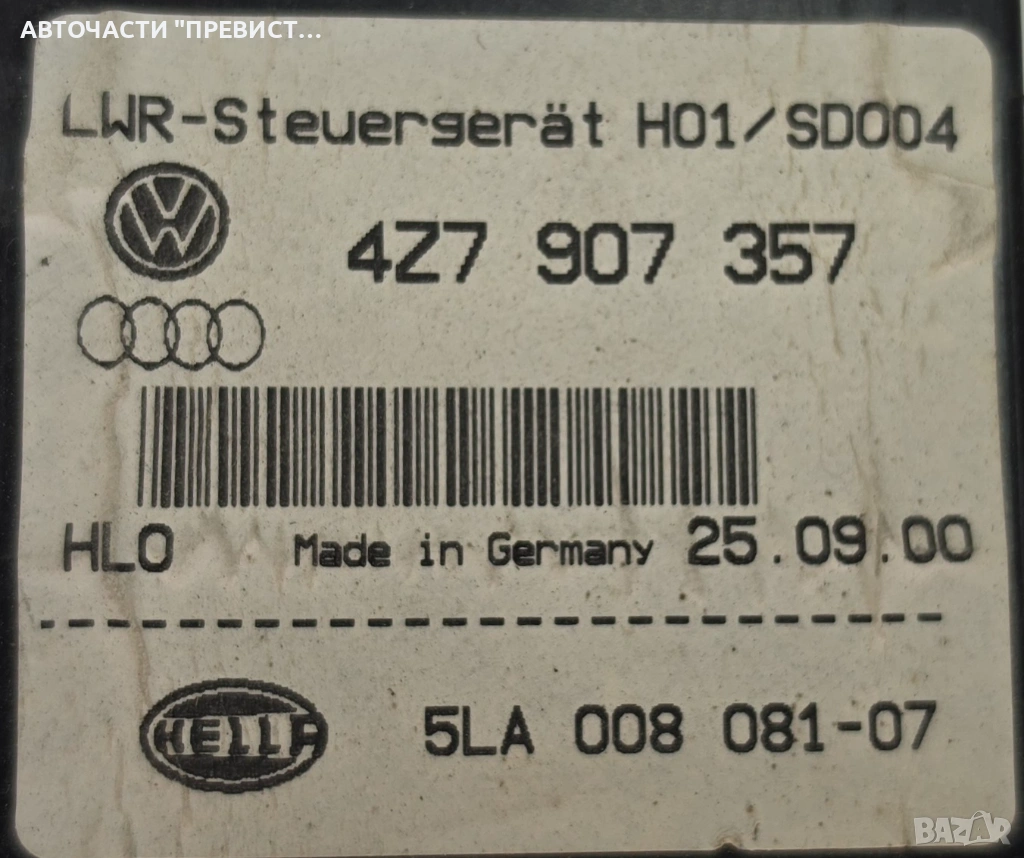 АВТОЧАСТИ "ПРЕВИСТ...
LWR-Steuergerät H01/SD004
4Z7 907 357
HLO Made in Germany 25.09.00
HELLA 5LA 008 081-07
BAZAR